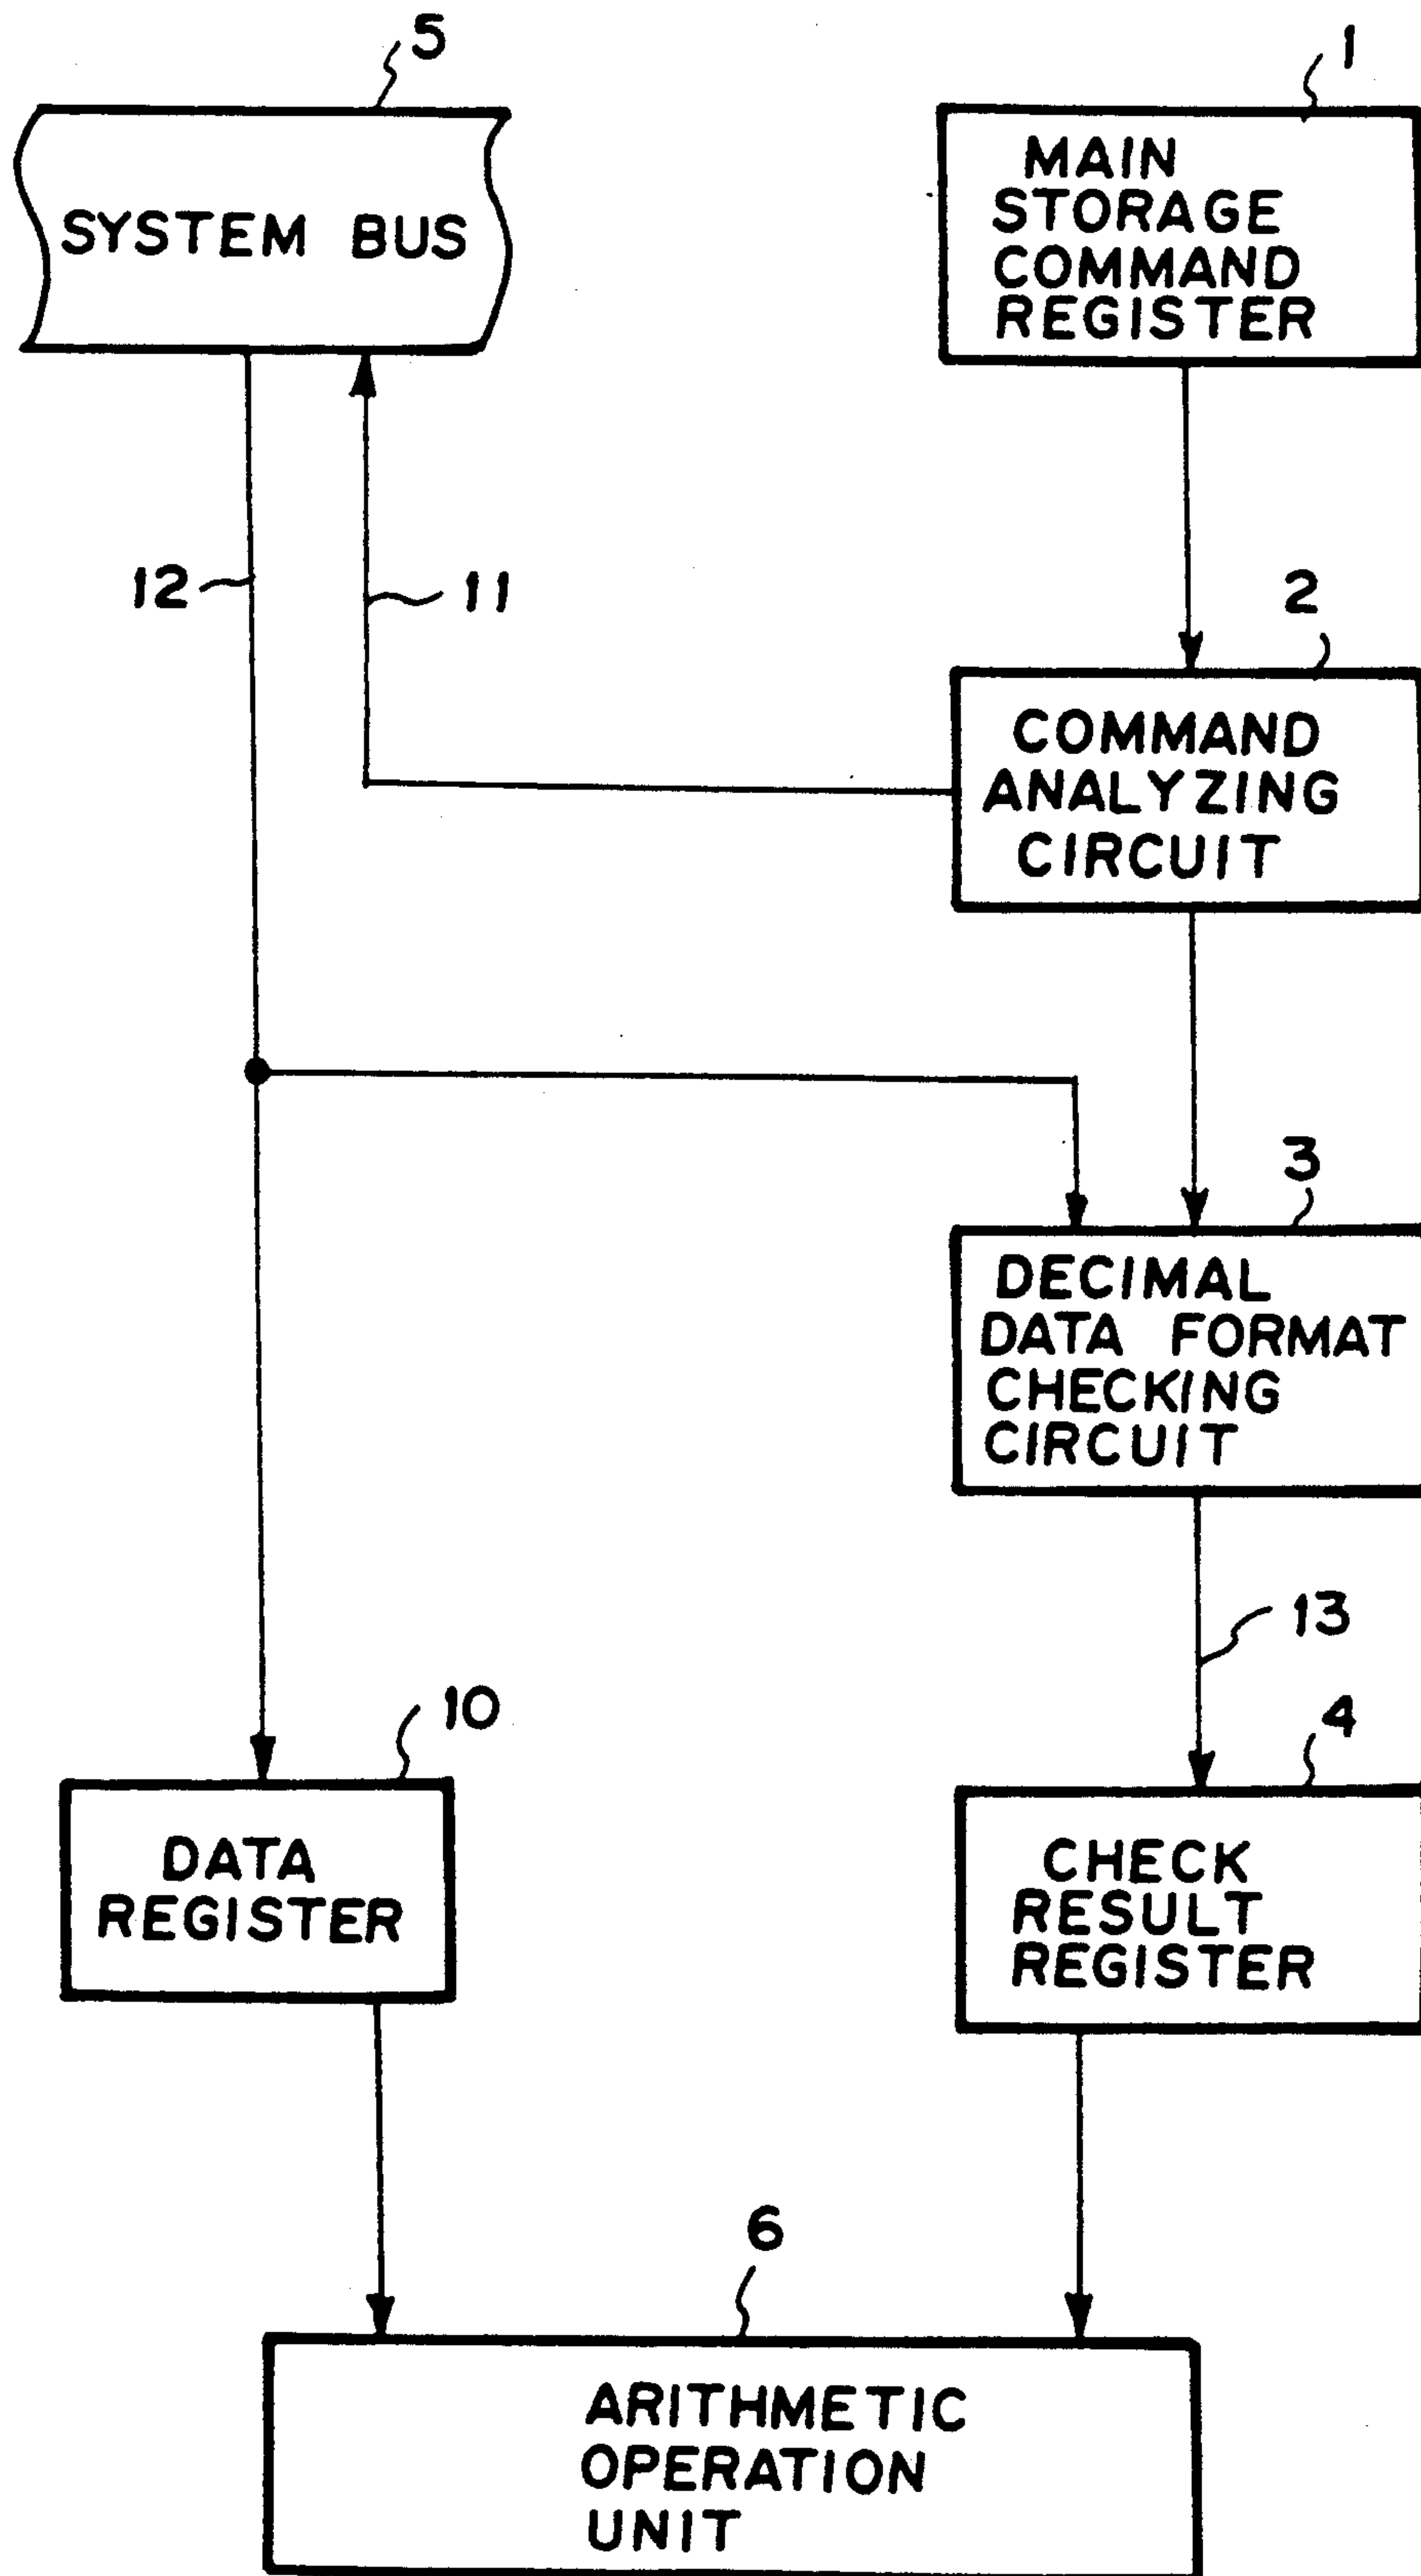 5
1
SYSTEM BUS
MAIN
STORAGE
COMMAND
REGISTER
12
11
2
COMMAND
ANALYZING
CIRCUIT
3
DECIMAL
DATA FORMAT
CHECKING
CIRCUIT
13
10
4
DATA
REGISTER
CHECK
RESULT
REGISTER
6
ARITHMETIC
OPERATION
UNIT